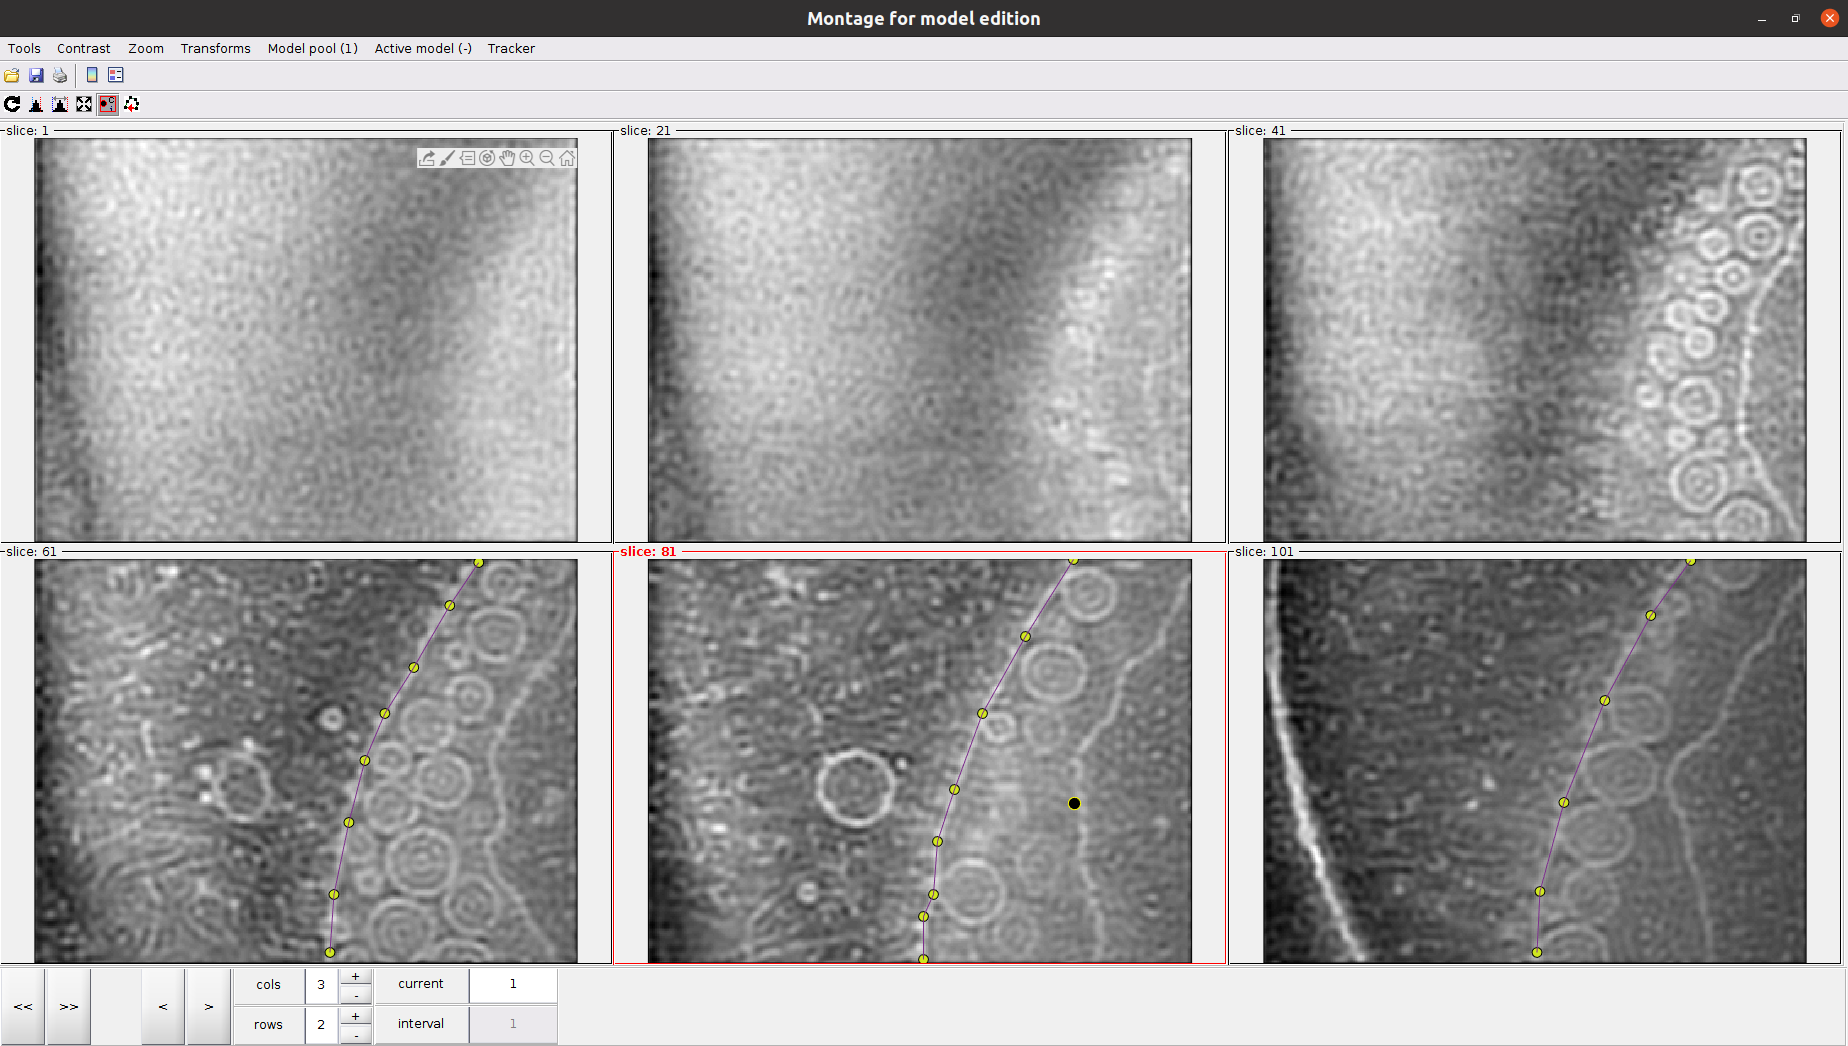 Montage for model edition
Tools Contrast Zoom Transforms Model pool (1) Active model (-) Tracker
slice: 1
slice: 21
slice: 41
slice: 61
slice: 81
slice: 101
<< >> < >
cols 3 + - current 1
rows 2 + - interval 1